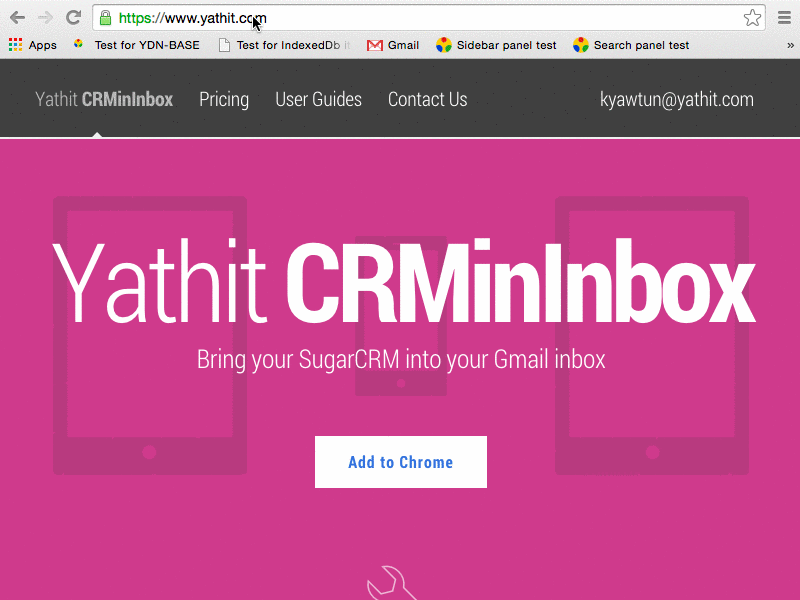 https://www.yathit.com
Apps Test for YDN-BASE Test for IndexedDb Gmail Sidebar panel test Search panel test »
Yathit CRMinInbox Pricing User Guides Contact Us kyawtun@yathit.com
Yathit CRMinInbox
Bring your SugarCRM into your Gmail inbox
Add to Chrome